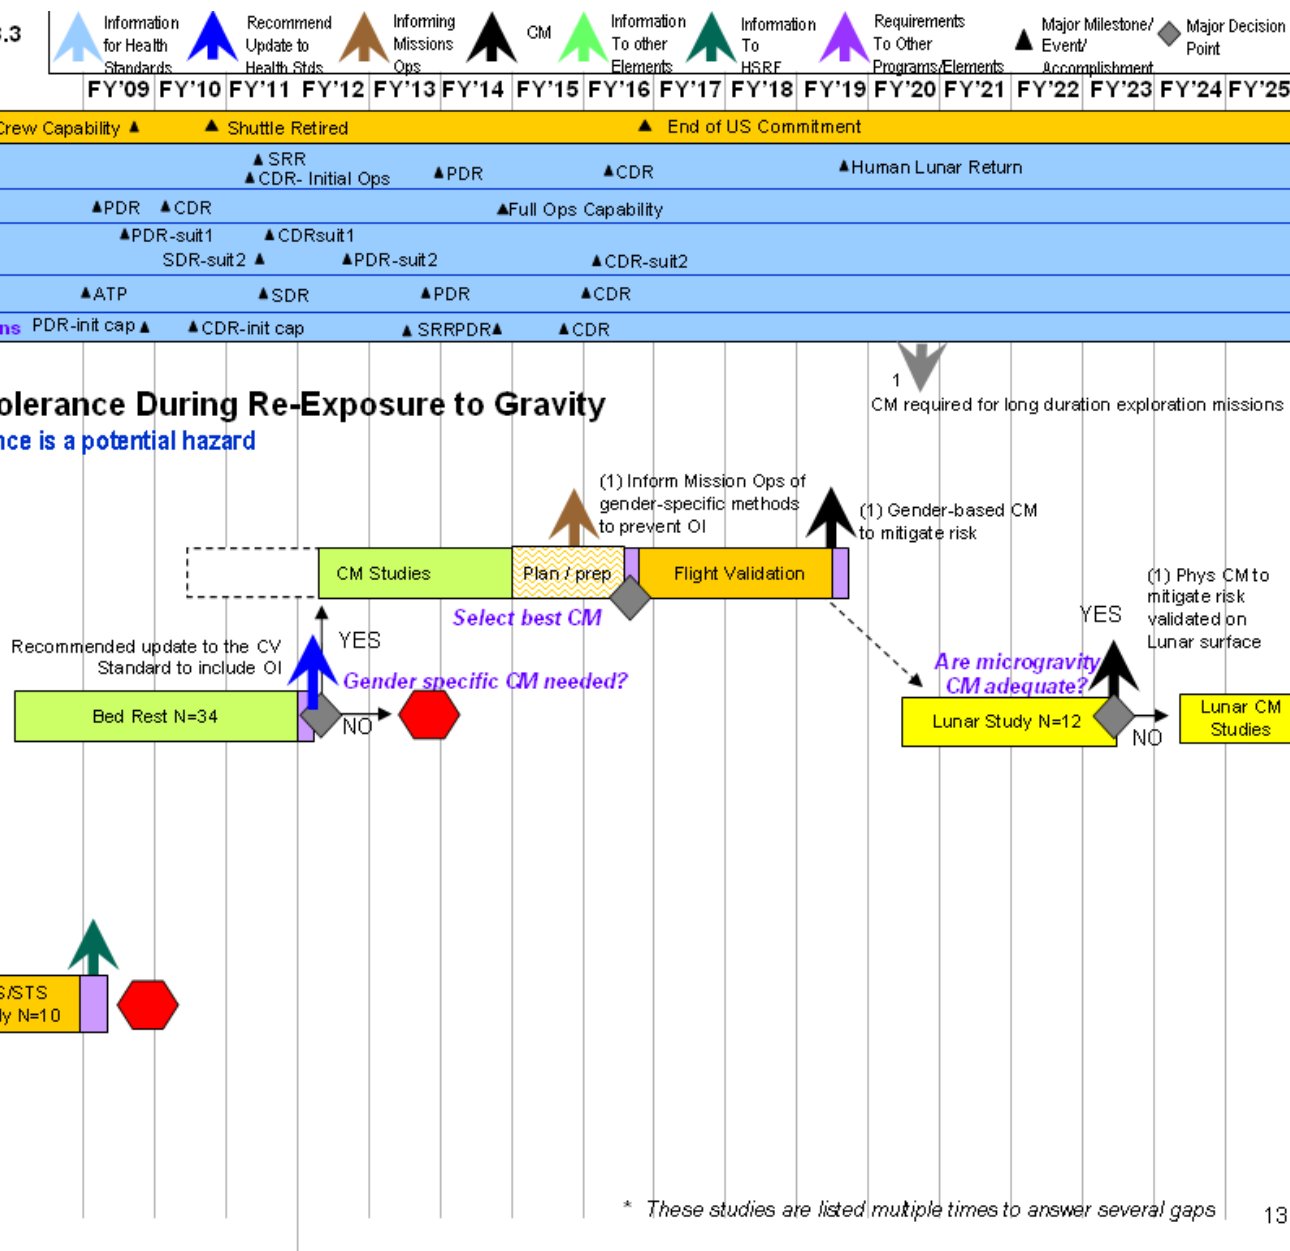 .3
Information
for Health
Standards
Recommend
Update to
Health Stds
Informing
Missions
Ops
CM
Information
To other
Elements
Information
To
HSRF
Requirements
To Other
Programs/Elements
Major Milestone/
Event/
Accomplishment
Major Decision
Point
FY'09 FY'10 FY'11 FY'12 FY'13 FY'14 FY'15 FY'16 FY'17 FY'18 FY'19 FY'20 FY'21 FY'22 FY'23 FY'24 FY'25
Crew Capability Shuttle Retired End of US Commitment
SRR
CDR- Initial Ops PDR CDR Human Lunar Return
PDR CDR Full Ops Capability
PDR-suit1 CDRsuit1
SDR-suit2 PDR-suit2 CDR-suit2
ATP SDR PDR CDR
ns PDR-init cap CDR-init cap SRR PDR CDR
1
CM required for long duration exploration missions
olerance During Re-Exposure to Gravity
nce is a potential hazard
(1) Inform Mission Ops of
gender-specific methods
to prevent OI
(1) Gender-based CM
to mitigate risk
CM Studies Plan / prep Flight Validation
Select best CM
(1) Phys CM to
mitigate risk
validated on
Lunar surface
YES
Recommended update to the CV
Standard to include OI
YES
Gender specific CM needed?
Are microgravity
CM adequate?
Bed Rest N=34
NO
Lunar Study N=12
NO
Lunar CM
Studies
S/STS
ly N=10
* These studies are listed multiple times to answer several gaps
13